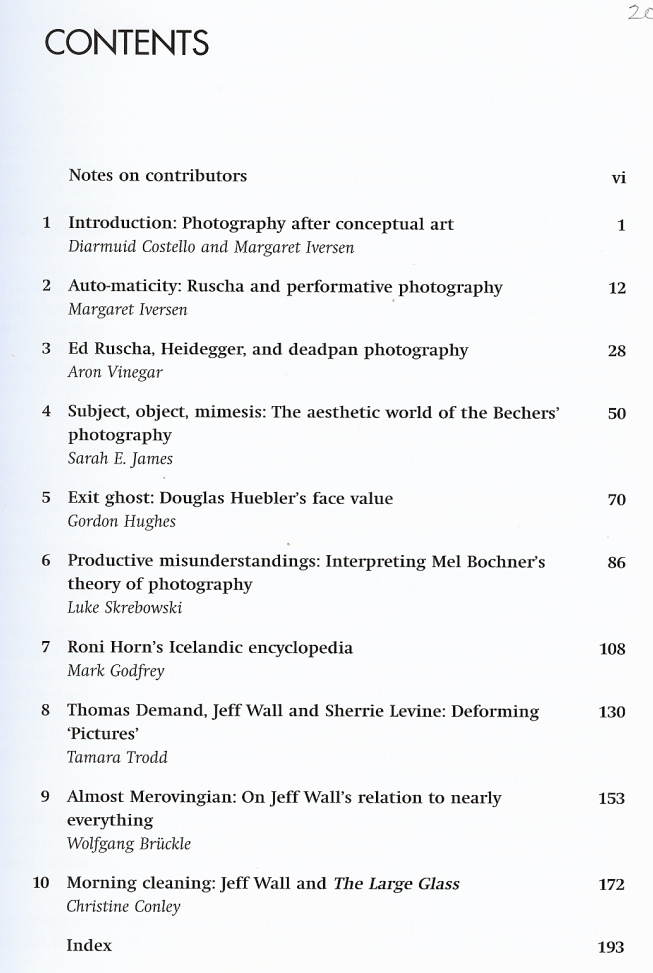 20
CONTENTS
Notes on contributors vi
1 Introduction: Photography after conceptual art 1
Diarmuid Costello and Margaret Iversen
2 Auto-maticity: Ruscha and performative photography 12
Margaret Iversen
3 Ed Ruscha, Heidegger, and deadpan photography 28
Aron Vinegar
4 Subject, object, mimesis: The aesthetic world of the Bechers’ 50
photography
Sarah E. James
5 Exit ghost: Douglas Huebler’s face value 70
Gordon Hughes
6 Productive misunderstandings: Interpreting Mel Bochner’s 86
theory of photography
Luke Skrebowski
7 Roni Horn’s Icelandic encyclopedia 108
Mark Godfrey
8 Thomas Demand, Jeff Wall and Sherrie Levine: Deforming 130
‘Pictures’
Tamara Trodd
9 Almost Merovingian: On Jeff Wall’s relation to nearly 153
everything
Wolfgang Brückle
10 Morning cleaning: Jeff Wall and The Large Glass 172
Christine Conley
Index 193